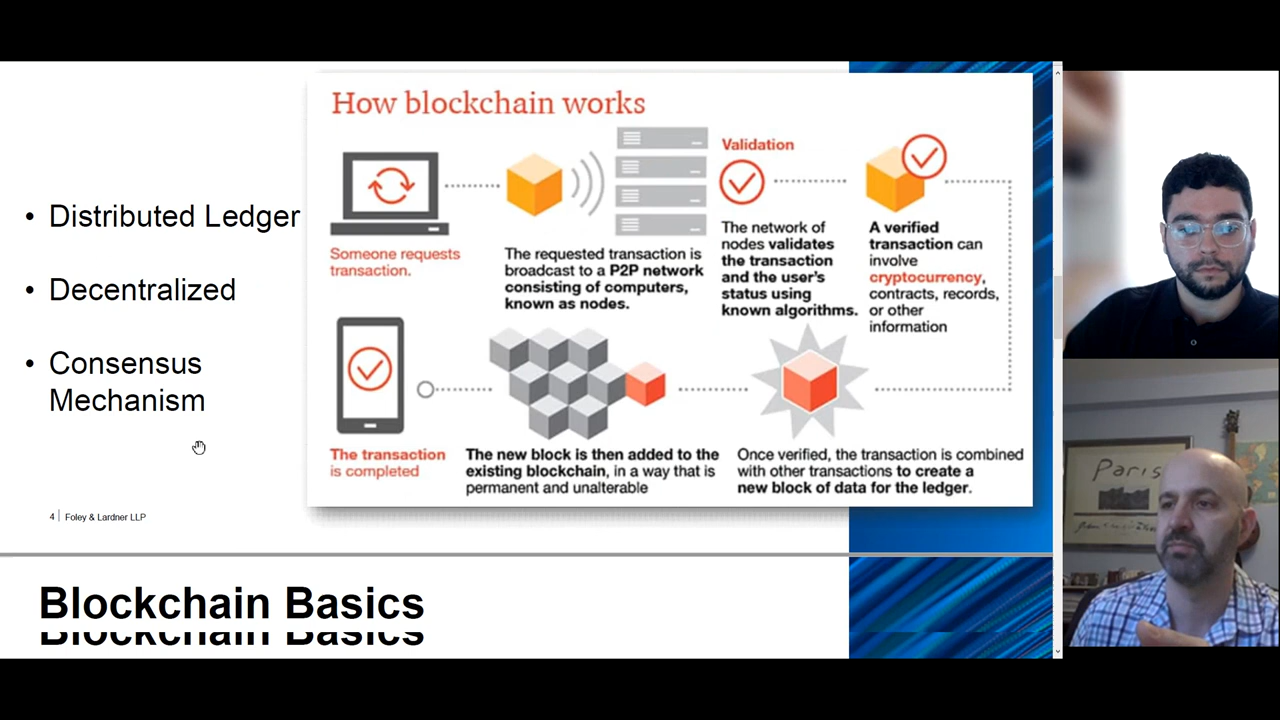 How blockchain works
• Distributed Ledger
• Decentralized
• Consensus
Mechanism
Someone requests
transaction.
The requested transaction is
broadcast to a P2P network
consisting of computers,
known as nodes.
Validation
The network of
nodes validates
the transaction
and the user's
status using
known algorithms.
A verified
transaction can
involve
cryptocurrency,
contracts, records,
or other
information
Once verified, the transaction is combined
with other transactions to create a
new block of data for the ledger.
The new block is then added to the
existing blockchain, in a way that is
permanent and unalterable
The transaction
is completed
4 | Foley & Lardner LLP
Blockchain Basics
Blockchain Basics
Paris